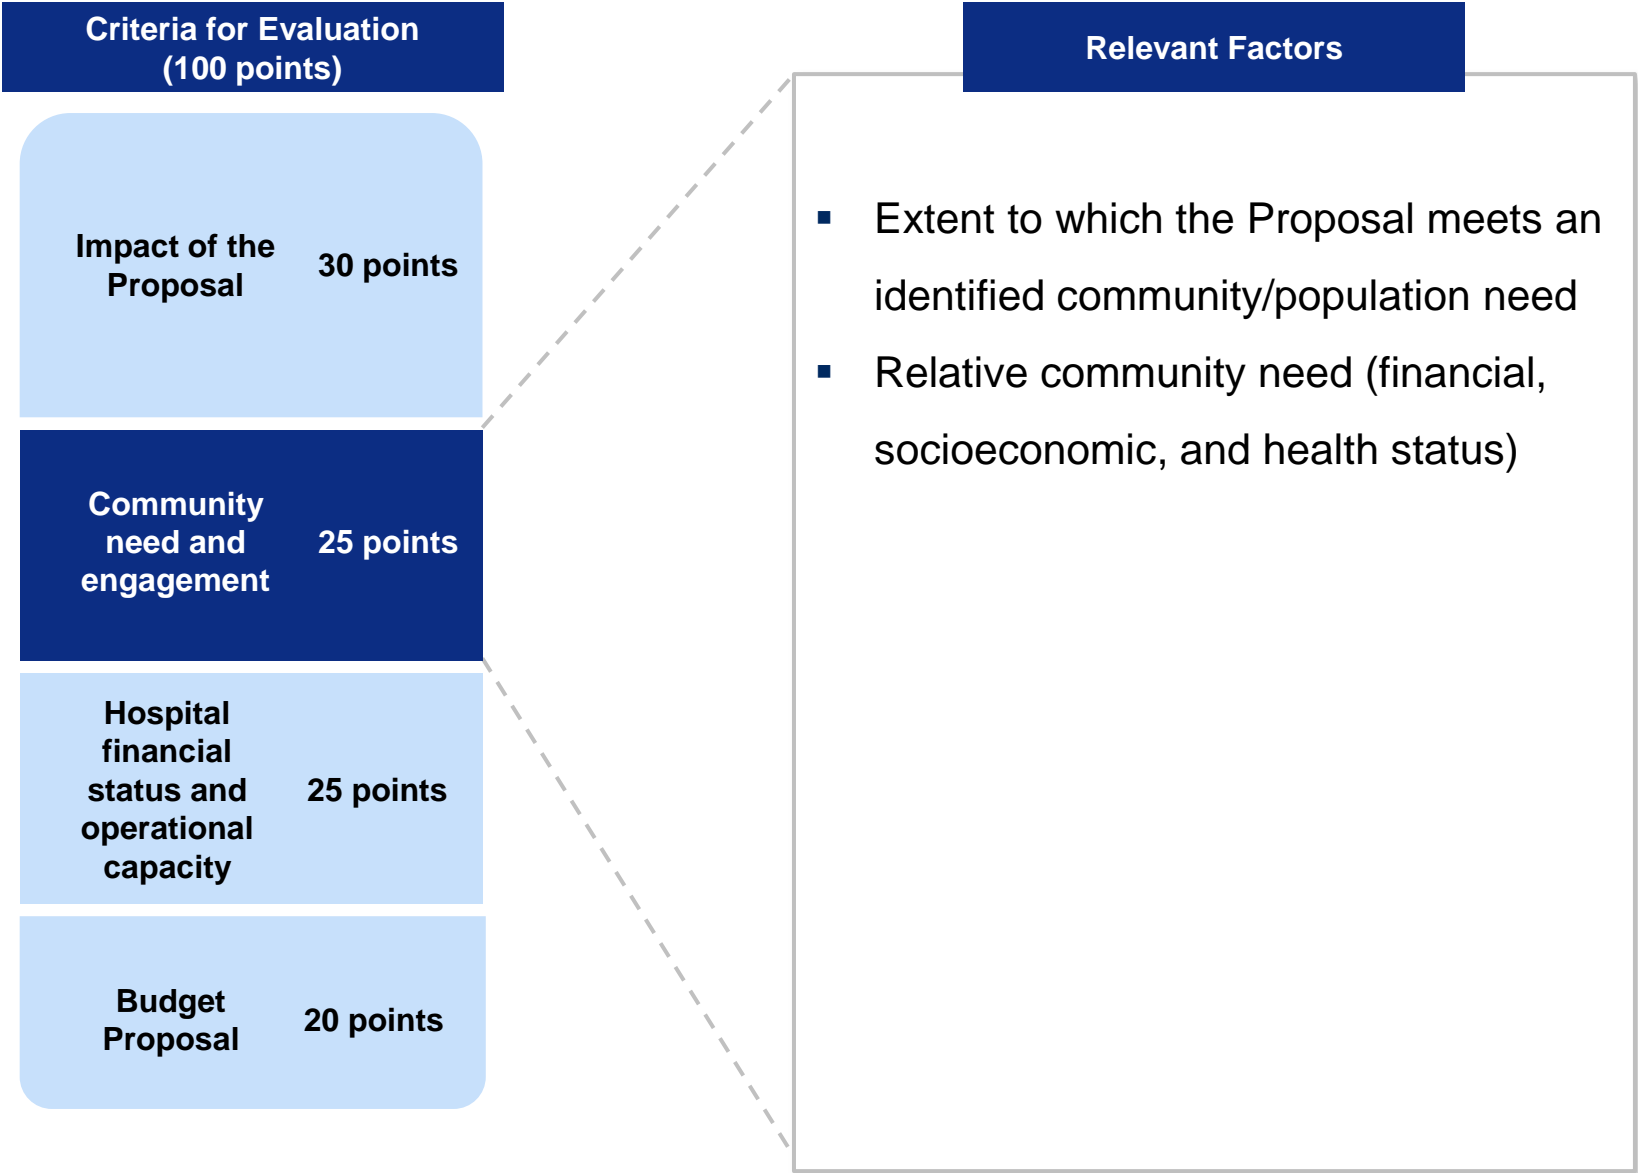 Criteria for Evaluation
(100 points)
Impact of the
Proposal
30 points
Community
need and
engagement
25 points
Hospital
financial
status and
operational
capacity
25 points
Budget
Proposal
20 points
Relevant Factors
▪ Extent to which the Proposal meets an
identified community/population need
▪ Relative community need (financial,
socioeconomic, and health status)